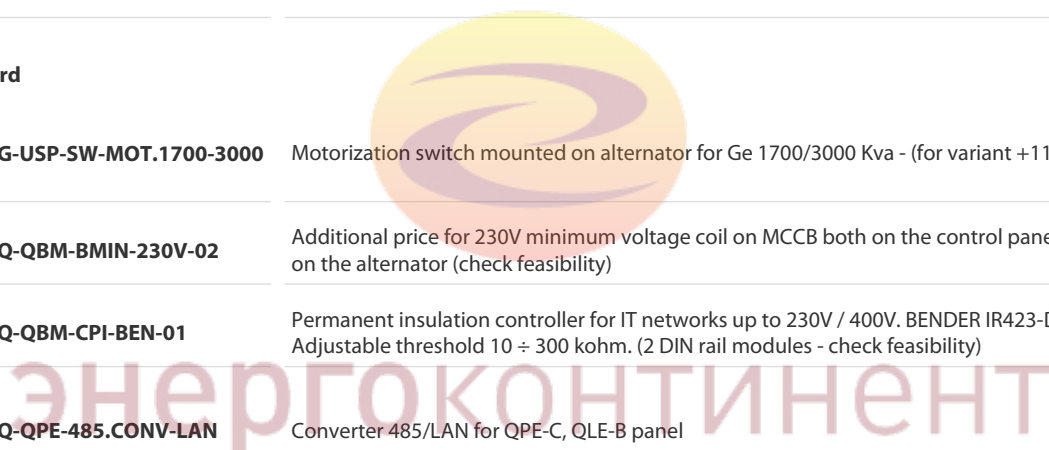 rd
G-USP-SW-MOT.1700-3000 Motorization switch mounted on alternator for Ge 1700/3000 Kva - (for variant +11
Q-QBM-BMIN-230V-02 Additional price for 230V minimum voltage coil on MCCB both on the control pane
on the alternator (check feasibility)
Q-QBM-CPI-BEN-01 Permanent insulation controller for IT networks up to 230V / 400V. BENDER IR423-D
Adjustable threshold 10 ÷ 300 kohm. (2 DIN rail modules - check feasibility)
энергоконтинент
Q-QPE-485.CONV-LAN Converter 485/LAN for QPE-C, QLE-B panel